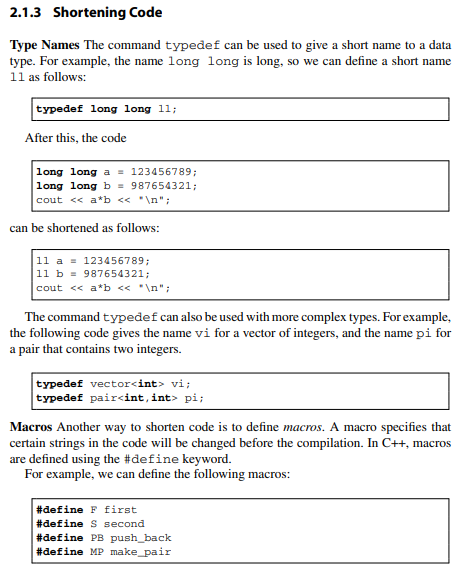 2.1.3 Shortening Code
Type Names The command typedef can be used to give a short name to a data
type. For example, the name long long is long, so we can define a short name
ll as follows:
typedef long long ll;
After this, the code
long long a = 123456789;
long long b = 987654321;
cout << a*b << "\n";
can be shortened as follows:
ll a = 123456789;
ll b = 987654321;
cout << a*b << "\n";
The command typedef can also be used with more complex types. For example,
the following code gives the name vi for a vector of integers, and the name pi for
a pair that contains two integers.
typedef vector<int> vi;
typedef pair<int,int> pi;
Macros Another way to shorten code is to define macros. A macro specifies that
certain strings in the code will be changed before the compilation. In C++, macros
are defined using the #define keyword.
For example, we can define the following macros:
#define F first
#define S second
#define PB push_back
#define MP make_pair